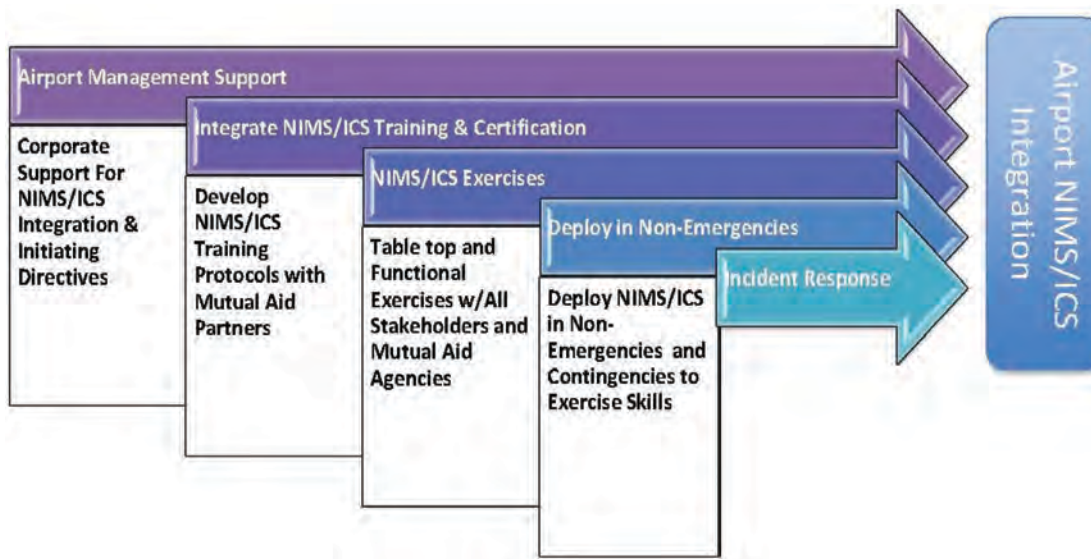 Airport Management Support
Corporate
Support For
NIMS/ICS
Integration &
Initiating
Directives
Integrate NIMS/ICS Training & Certification
Develop
NIMS/ICS
Training
Protocols with
Mutual Aid
Partners
NIMS/ICS Exercises
Table top and
Functional
Exercises w/All
Stakeholders and
Mutual Aid
Agencies
Deploy in Non-Emergencies
Deploy NIMS/ICS
in Non-
Emergencies and
Contingencies to
Exercise Skills
Incident Response
Airport NIMS/ICS
Integration